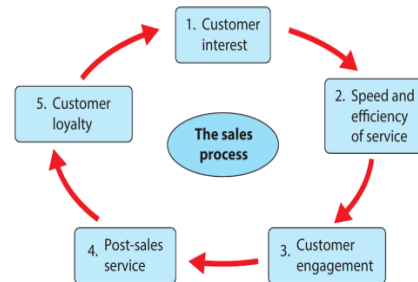 1. Customer
interest
2. Speed and
efficiency
of service
3. Customer
engagement
4. Post-sales
service
5. Customer
loyalty
The sales
process